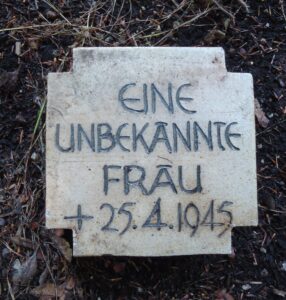 EINE
UNBEKANNTE
FRAU
+ 25.4.1945